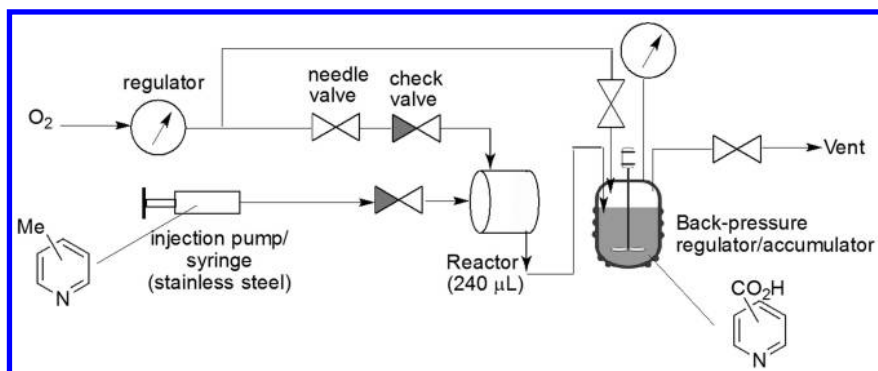 regulator
needle
valve
check
valve
O₂
Vent
Me
N
injection pump/
syringe
(stainless steel)
Reactor
(240 μL)
Back-pressure
regulator/accumulator
CO₂H
N